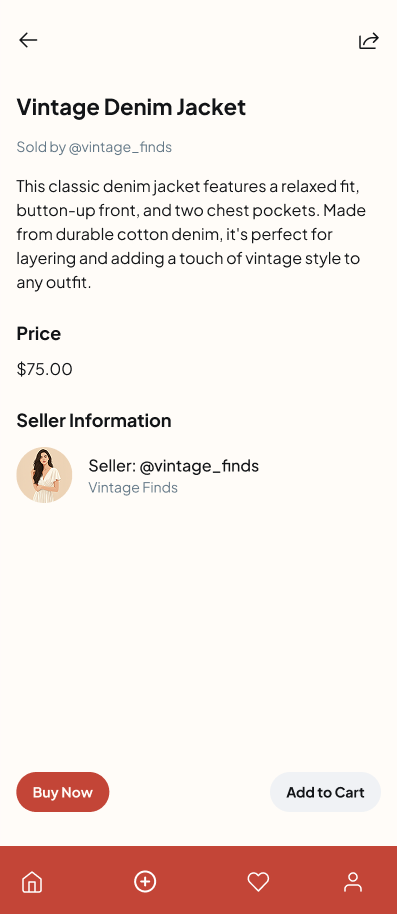 Vintage Denim Jacket
Sold by @vintage_finds
This classic denim jacket features a relaxed fit,
button-up front, and two chest pockets. Made
from durable cotton denim, it's perfect for
layering and adding a touch of vintage style to
any outfit.
Price
$75.00
Seller Information
Seller: @vintage_finds
Vintage Finds
Buy Now
Add to Cart